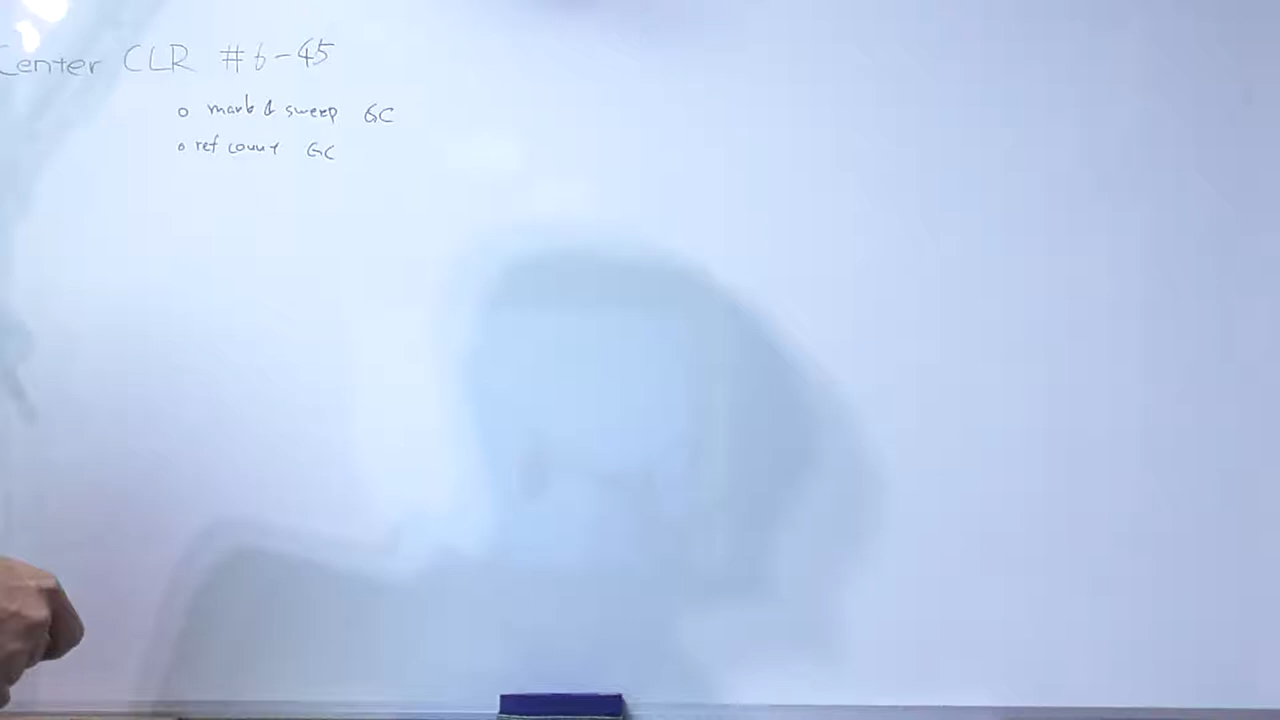 Center CLR #6-45
○ mark & sweep GC
○ ref count GC